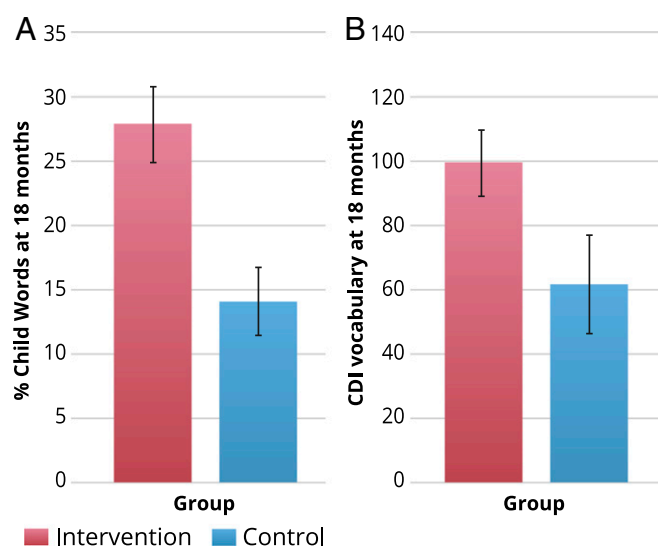 A
35
30
25
20
15
10
5
0
% Child Words at 18 months
Group
B
140
120
100
80
60
40
20
0
CDI vocabulary at 18 months
Group
Intervention
Control